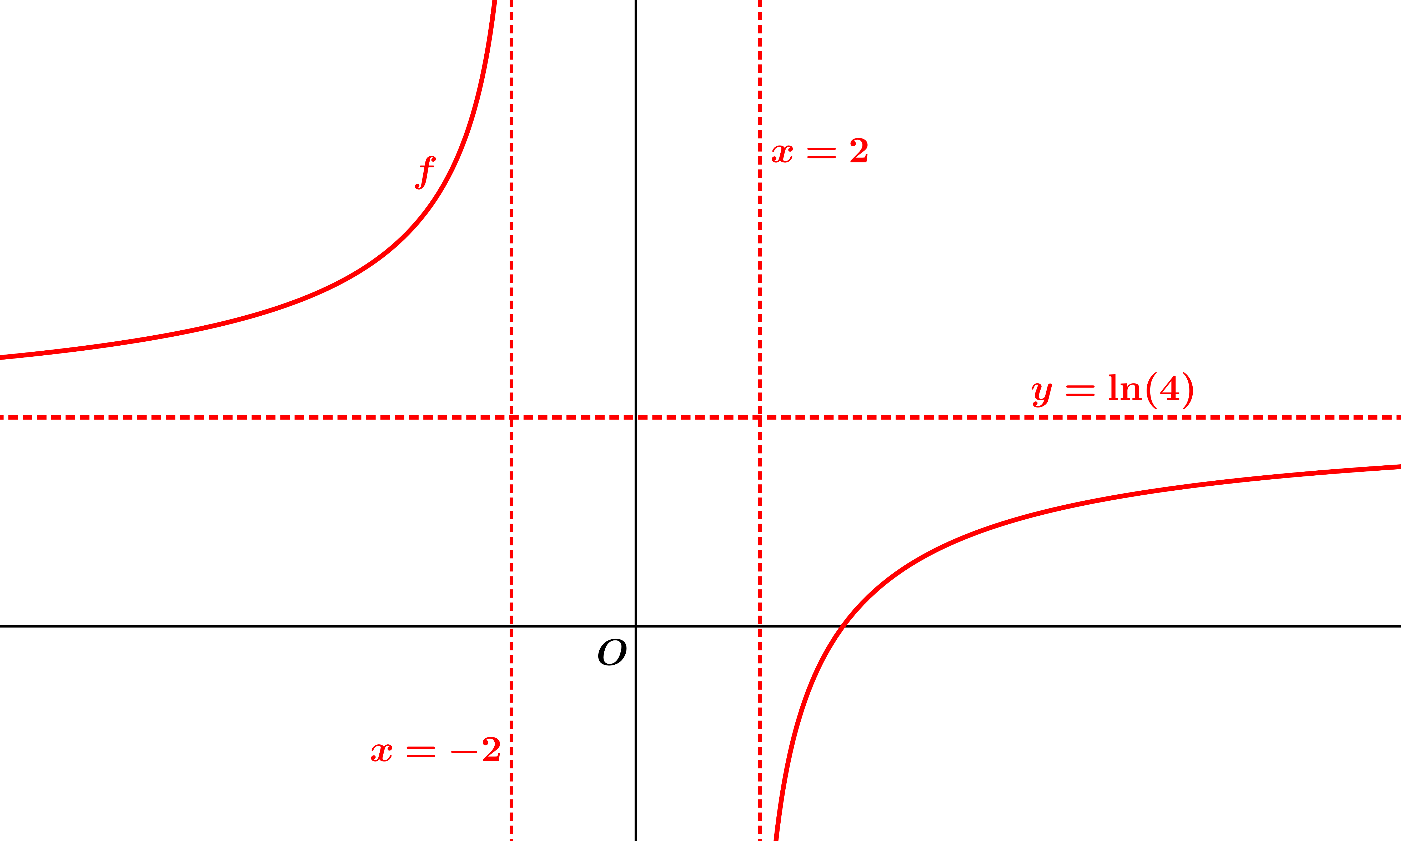 x = 2
f
y = ln(4)
O
x = −2